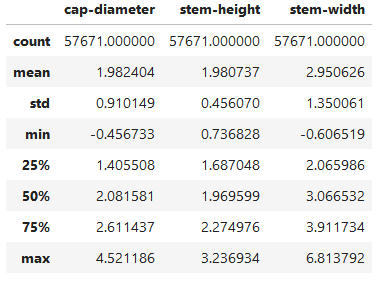 cap-diameter stem-height stem-width
count 57671.000000 57671.000000 57671.000000
mean 1.982404 1.980740 2.950626
std 0.910149 0.456070 1.350061
min -0.456733 0.736828 -0.606519
25% 1.405508 1.687048 2.065986
50% 2.081581 1.969599 3.066532
75% 2.611437 2.274976 3.911734
max 4.521186 3.236934 6.813792